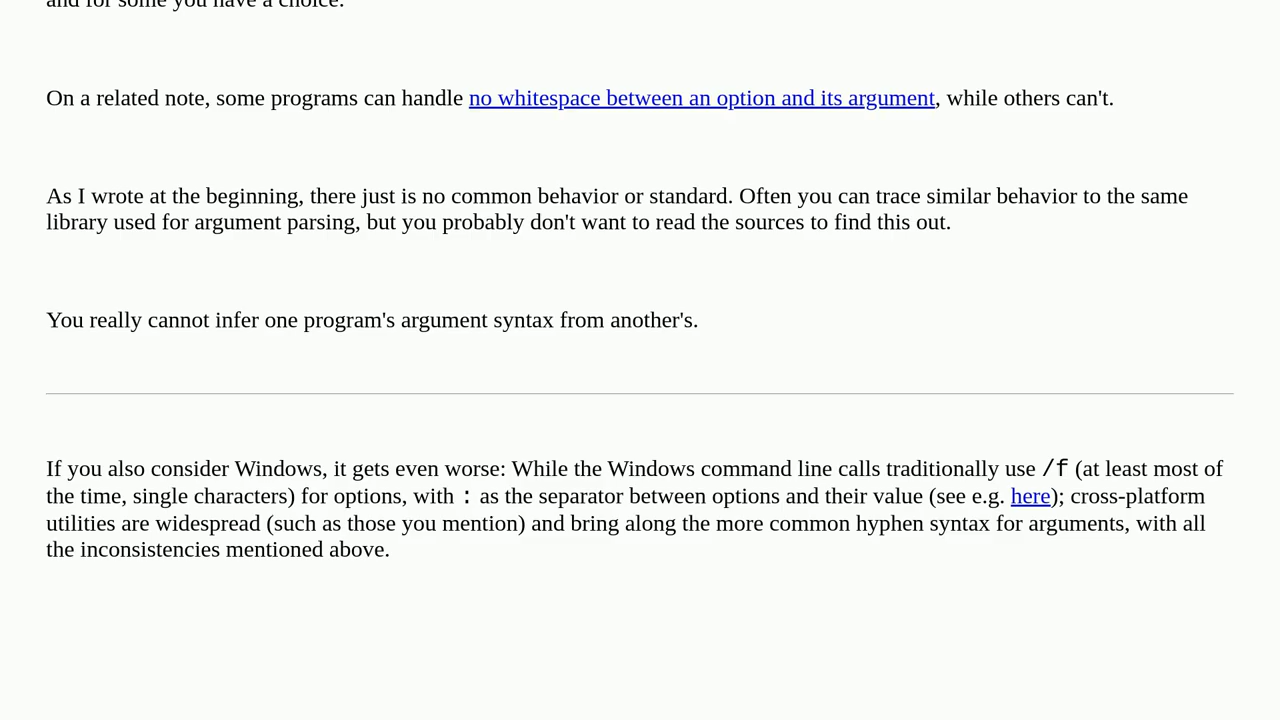 and for some you have a choice.
On a related note, some programs can handle no whitespace between an option and its argument, while others can't.
As I wrote at the beginning, there just is no common behavior or standard. Often you can trace similar behavior to the same
library used for argument parsing, but you probably don't want to read the sources to find this out.
You really cannot infer one program's argument syntax from another's.
If you also consider Windows, it gets even worse: While the Windows command line calls traditionally use /f (at least most of
the time, single characters) for options, with : as the separator between options and their value (see e.g. here); cross-platform
utilities are widespread (such as those you mention) and bring along the more common hyphen syntax for arguments, with all
the inconsistencies mentioned above.